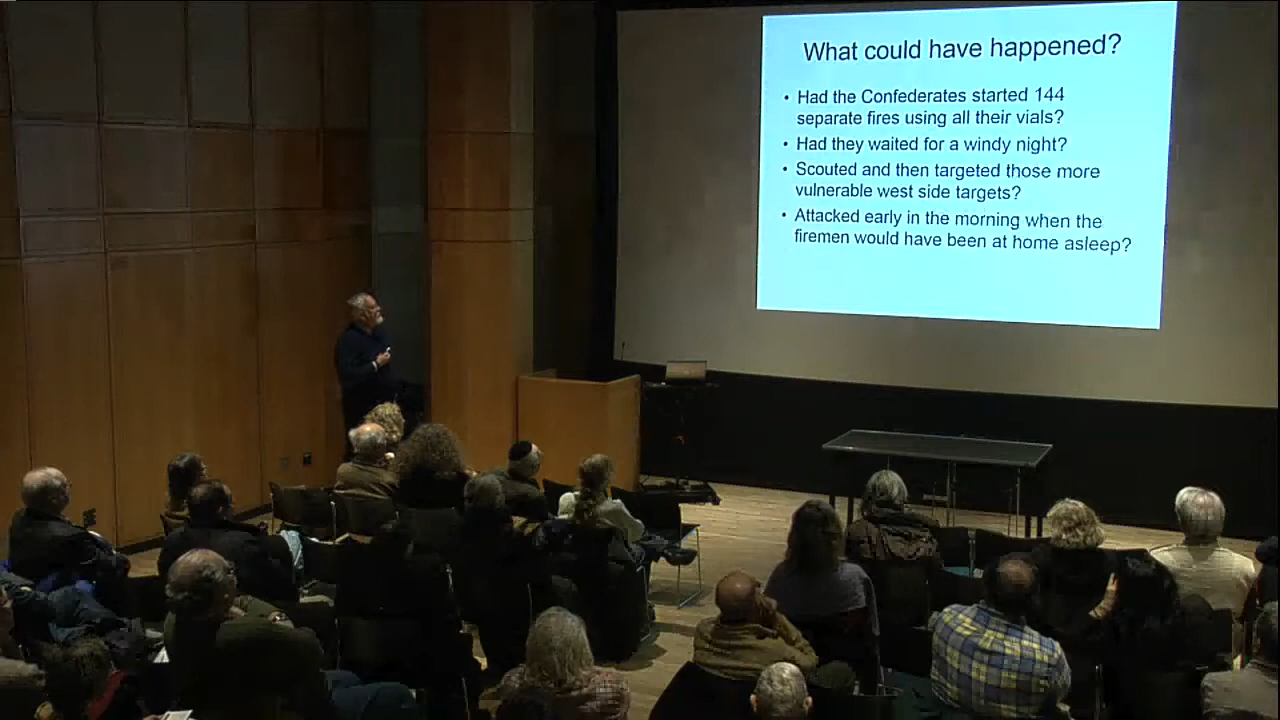 What could have happened?
• Had the Confederates started 144
separate fires using all their vials?
• Had they waited for a windy night?
• Scouted and then targeted those more
vulnerable west side targets?
• Attacked early in the morning when the
firemen would have been at home asleep?